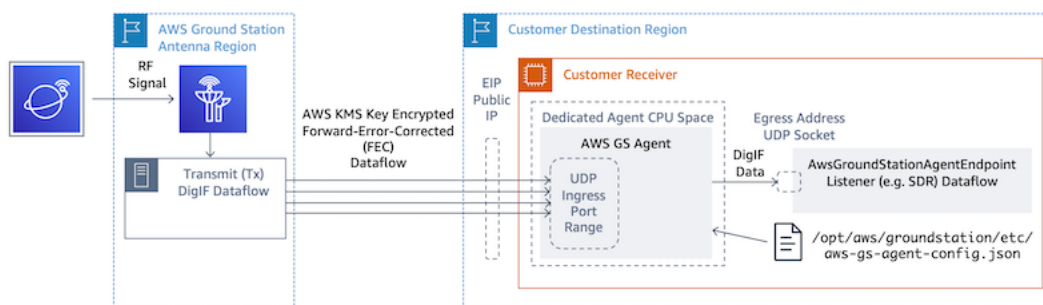 AWS Ground Station
Antenna Region
RF
Signal
Transmit (Tx)
DigIF Dataflow
AWS KMS Key Encrypted
Forward-Error-Corrected
(FEC)
Dataflow
Customer Destination Region
EIP
Public
IP
Customer Receiver
Dedicated Agent CPU Space
AWS GS Agent
UDP
Ingress
Port
Range
DigIF
Data
Egress Address
UDP Socket
AwsGroundStationAgentEndpoint
Listener (e.g. SDR) Dataflow
/opt/aws/groundstation/etc/
aws-gs-agent-config.json